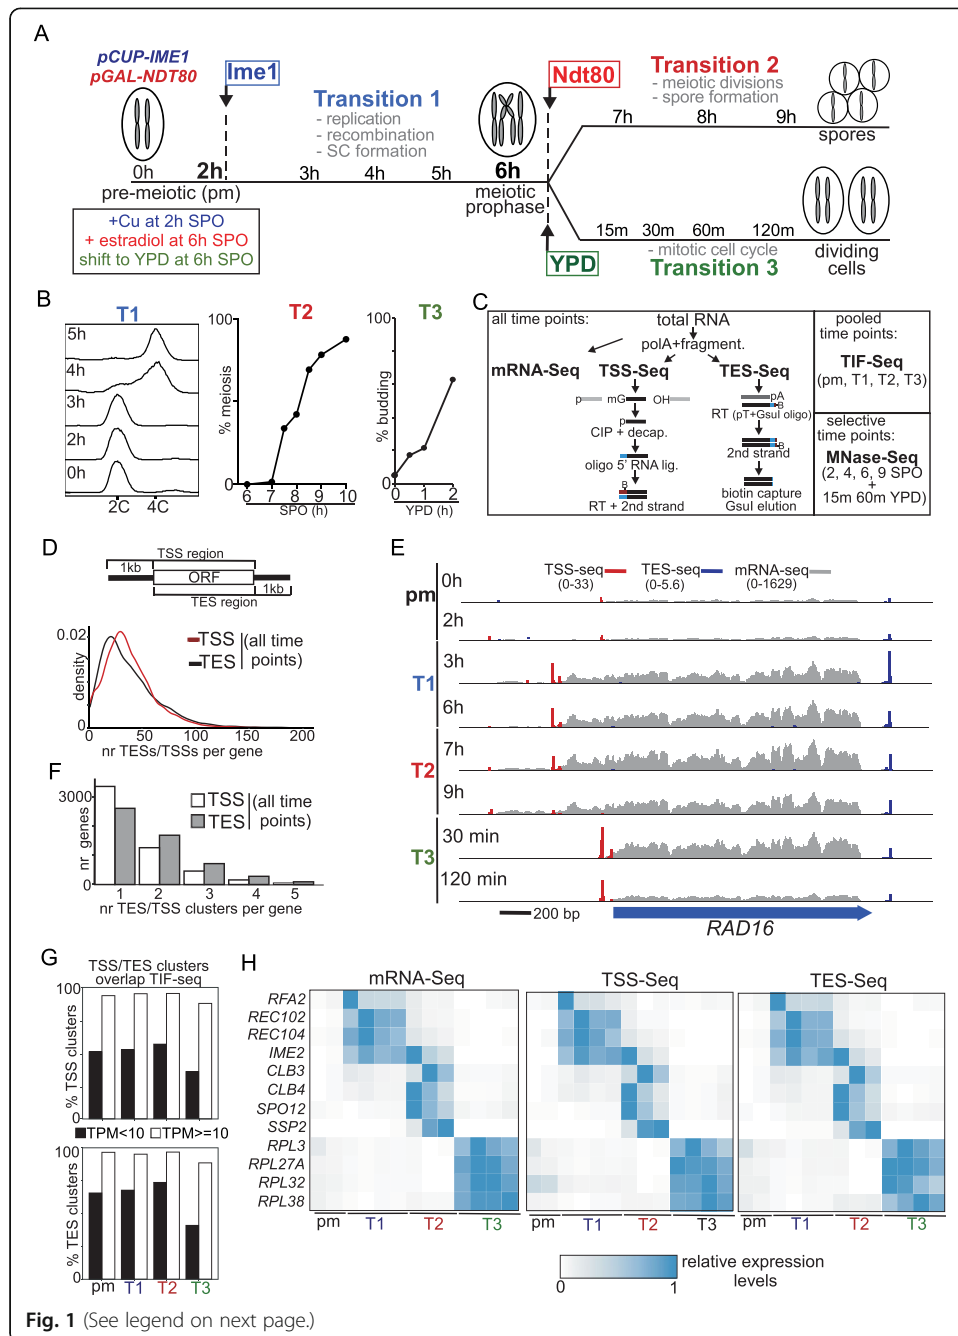 A
pCUP-IME1
pGAL-NDT80
Ime1
Ndt80
Transition 1
- replication
- recombination
- SC formation
Transition 2
- meiotic divisions
- spore formation
7h 8h 9h
spores
0h 2h 3h 4h 5h 6h
pre-meiotic (pm)
meiotic
prophase
+Cu at 2h SPO
+ estradiol at 6h SPO
shift to YPD at 6h SPO
15m 30m 60m 120m
- mitotic cell cycle
YPD
Transition 3
dividing
cells
B
T1
5h
4h
3h
2h
0h
2C 4C
T2
100
% meiosis
0
6 7 8 9 10
SPO (h)
T3
100
% budding
0
0 1 2
YPD (h)
C
all time points:
total RNA
polA+fragment.
mRNA-Seq TSS-Seq TES-Seq
p mG OH
p
CIP + decap.
oligo 5' RNA lig.
B
RT + 2nd strand
pA
B
RT (pT+GsuI oligo)
B
2nd strand
biotin capture
GsuI elution
pooled
time points:
TIF-Seq
(pm, T1, T2, T3)
selective
time points:
MNase-Seq
(2, 4, 6, 9 SPO
+
15m 60m YPD)
D
TSS region
1kb
ORF
1kb
TES region
0.02
density
0
TSS (all time
TES points)
0 50 100 150 200
nr TESs/TSSs per gene
E
TSS-seq TES-seq mRNA-seq
(0-33) (0-5.6) (0-1629)
pm
0h
2h
T1
3h
6h
T2
7h
9h
T3
30 min
120 min
200 bp
RAD16
F
3000
nr genes
0
TSS (all time
TES points)
1 2 3 4 5
nr TES/TSS clusters per gene
G
TSS/TES clusters
overlap TIF-seq
100
% TSS clusters
0
TPM<10 TPM>=10
100
% TES clusters
0
pm T1 T2 T3
H
mRNA-Seq TSS-Seq TES-Seq
RFA2
REC102
REC104
IME2
CLB3
CLB4
SPO12
SSP2
RPL3
RPL27A
RPL32
RPL38
pm T1 T2 T3 pm T1 T2 T3 pm T1 T2 T3
0 1
relative expression
levels
Fig. 1 (See legend on next page.)